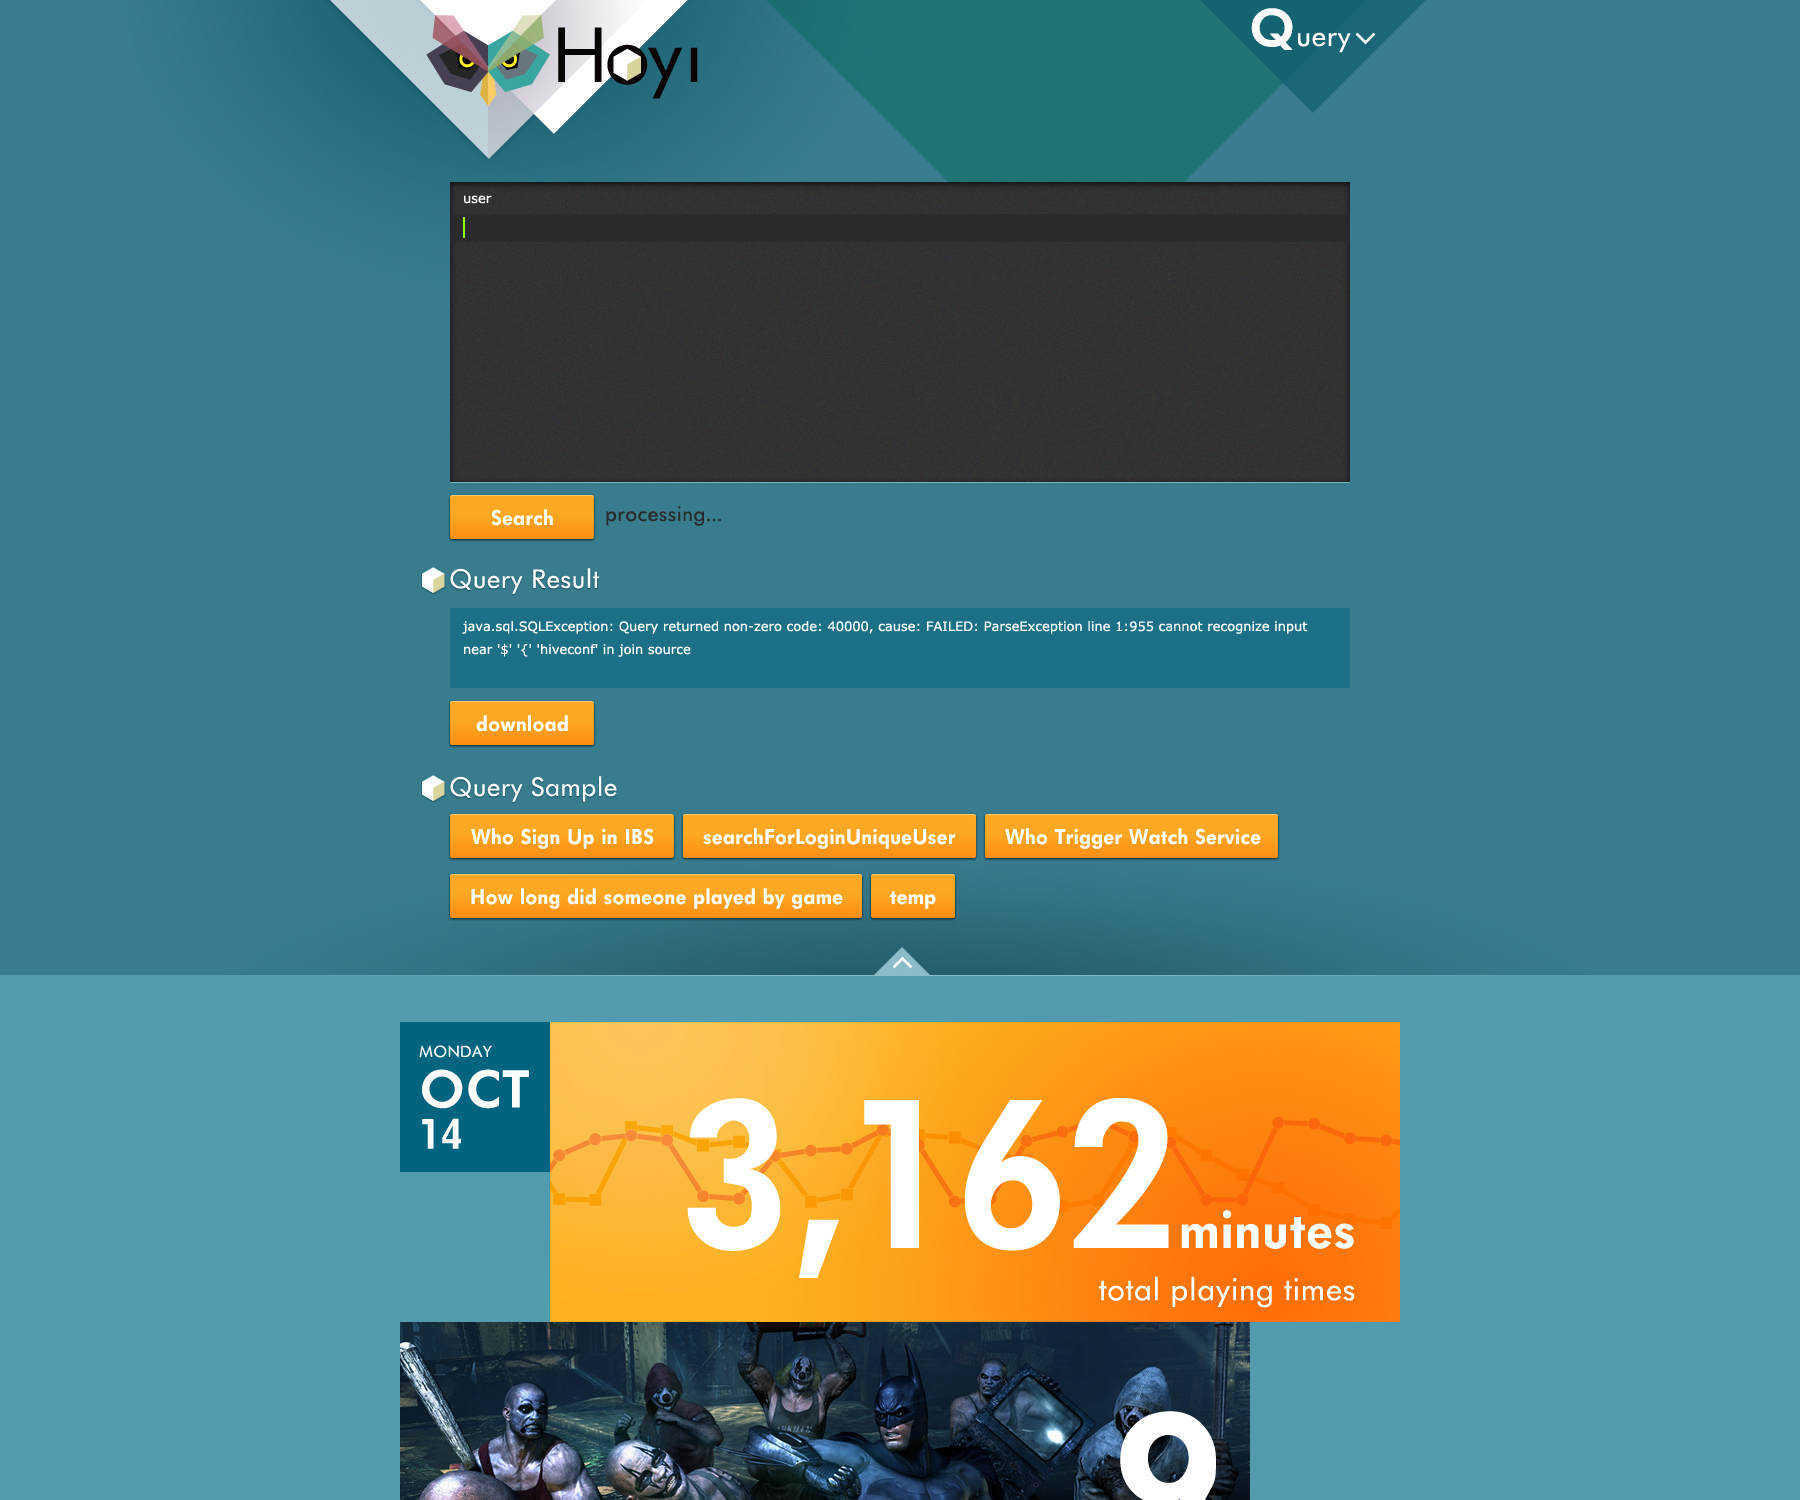 Hoyi
Query
user
Search
processing...
Query Result
java.sql.SQLException: Query returned non-zero code: 40000, cause: FAILED: ParseException line 1:955 cannot recognize input
near '$' '{' 'hiveconf' in join source
download
Query Sample
Who Sign Up in IBS
searchForLoginUniqueUser
Who Trigger Watch Service
How long did someone played by game
temp
MONDAY
OCT
14
3,162 minutes
total playing times